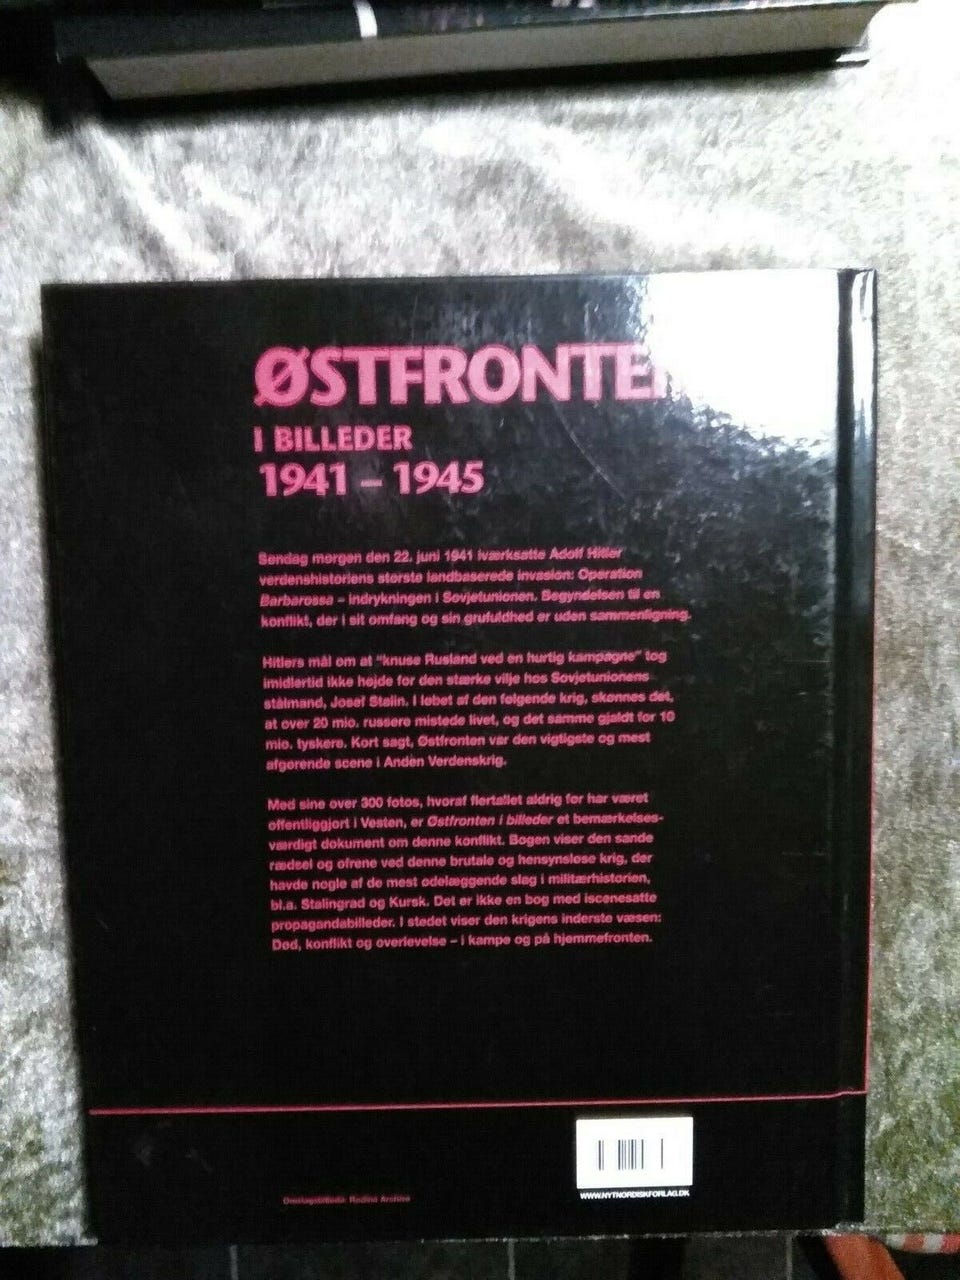 ØSTFRONTE
I BILLEDER
1941 – 1945
Søndag morgen den 22. juni 1941 iværksatte Adolf Hitler
verdenshistoriens største landbaserede invasion: Operation
Barbarossa – indrykningen i Sovjetunionen. Begyndelsen til en
konflikt, der i sit omfang og sin grufuldhed er uden sammenligning.
Hitlers mål om at "knuse Rusland ved en hurtig kampagne" tog
imidlertid ikke højde for den stærke vilje hos Sovjetunionens
stålmand, Josef Stalin. I løbet af den følgende krig, skønnes det,
at over 20 mio. russere mistede livet, og det samme gjaldt for 10
mio. tyskere. Kort sagt, Østfronten var den vigtigste og mest
afgørende scene i Anden Verdenskrig.
Med sine over 300 fotos, hvoraf flertallet aldrig før har været
offentliggjort i Vesten, er Østfronten i billeder et bemærkelses-
værdigt dokument om denne konflikt. Bogen viser den sande
rædsel og ofrene ved denne brutale og hensynsløse krig, der
havde nogle af de mest ødelæggende slag i militærhistorien,
bl.a. Stalingrad og Kursk. Det er ikke en bog med iscenesatte
propagandabilleder. I stedet viser den krigens inderste væsen:
Død, konflikt og overlevelse – i kampe og på hjemmefronten.
WWW.NYTNORDISKFORLAG.DK
Omslagsbillede: Rodina Archive